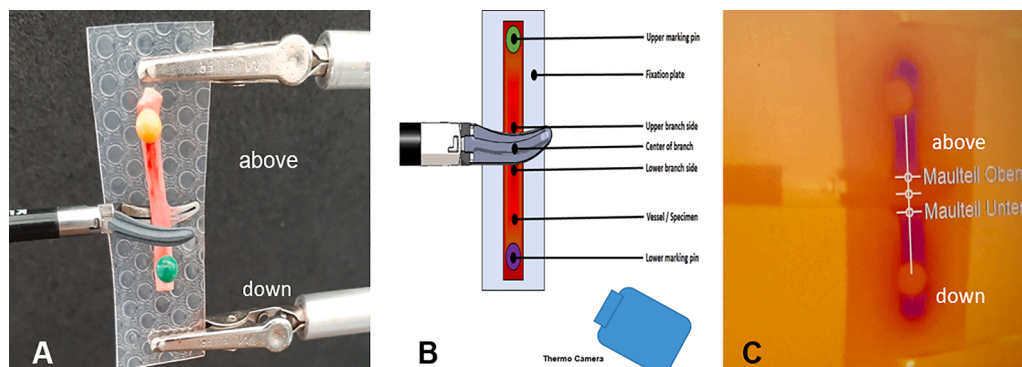 above
down
A
Upper marking pin
Fixation plate
Upper branch side
Center of branch
Lower branch side
Vessel / Specimen
Lower marking pin
Thermo Camera
B
above
Maulteil Oben
Maulteil Unter
down
C